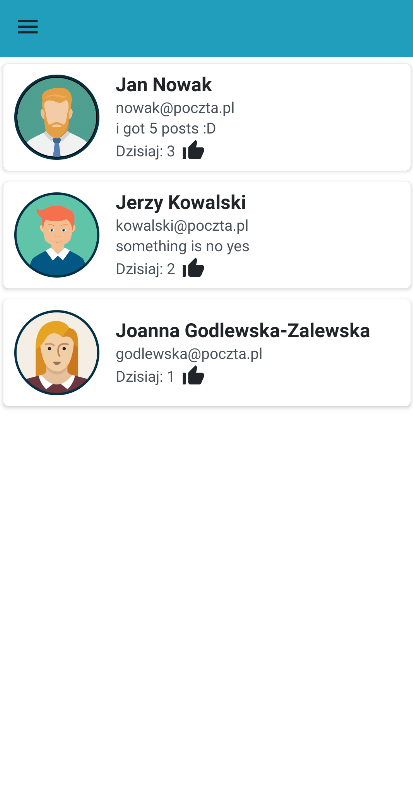 Jan Nowak
nowak@poczta.pl
i got 5 posts :D
Dzisiaj: 3
Jerzy Kowalski
kowalski@poczta.pl
something is no yes
Dzisiaj: 2
Joanna Godlewska-Zalewska
godlewska@poczta.pl
Dzisiaj: 1